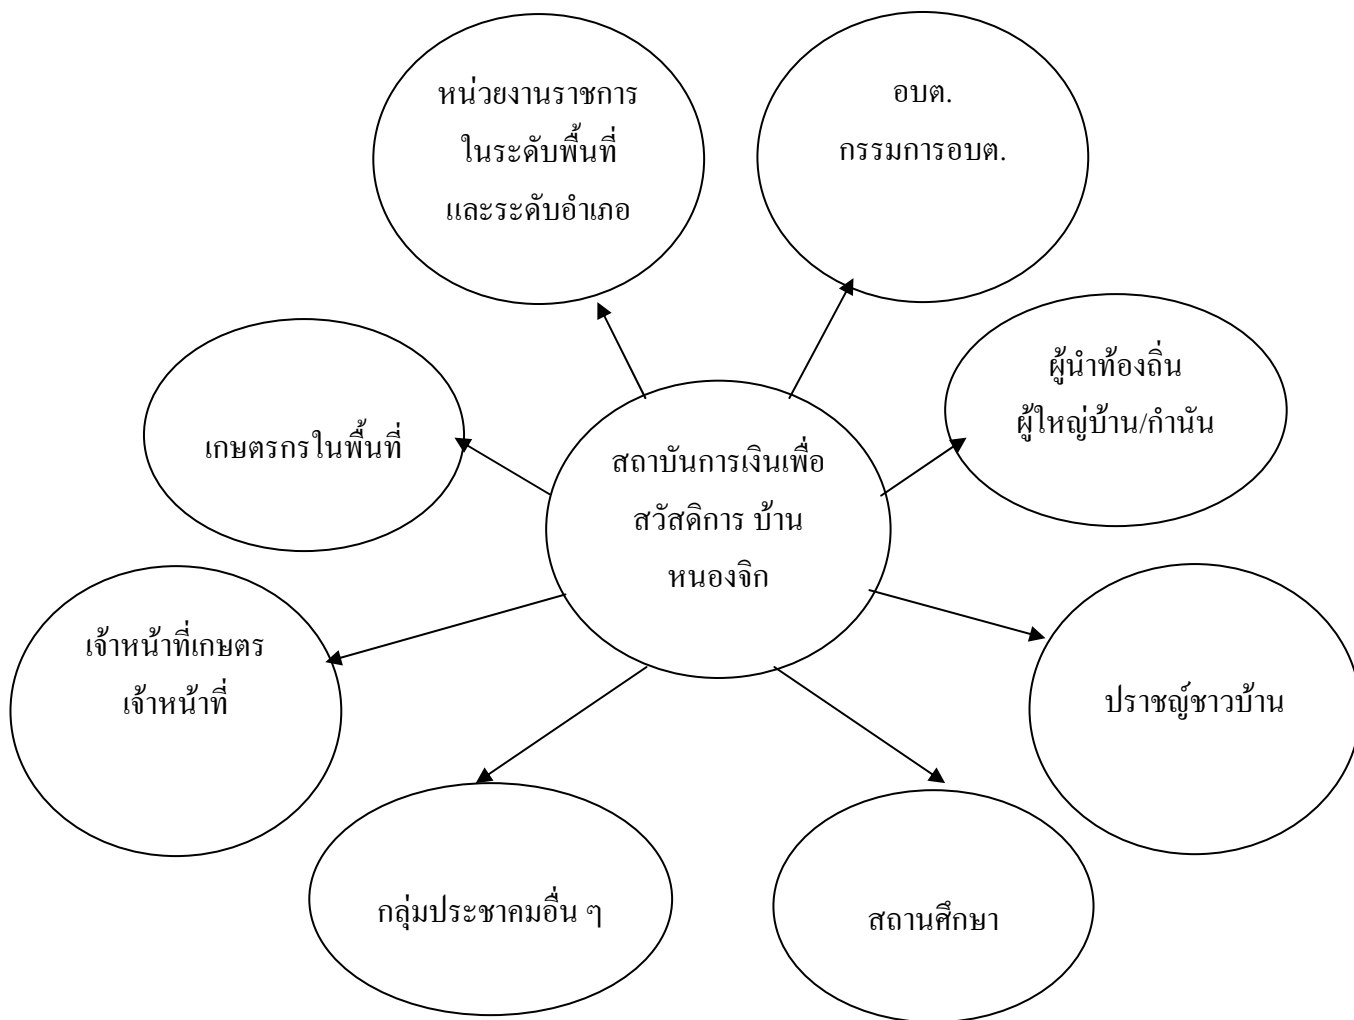 หน่วยงานราชการ
ในระดับพื้นที่
และระดับอำเภอ
อบต.
กรรมการอบต.
ผู้นำท้องถิ่น
ผู้ใหญ่บ้าน/กำนัน
เกษตรกรในพื้นที่
สถาบันการเงินเพื่อ
สวัสดิการ บ้าน
หนองจิก
เจ้าหน้าที่เกษตร
เจ้าหน้าที่
ปราชญ์ชาวบ้าน
กลุ่มประชาคมอื่น ๆ
สถานศึกษา